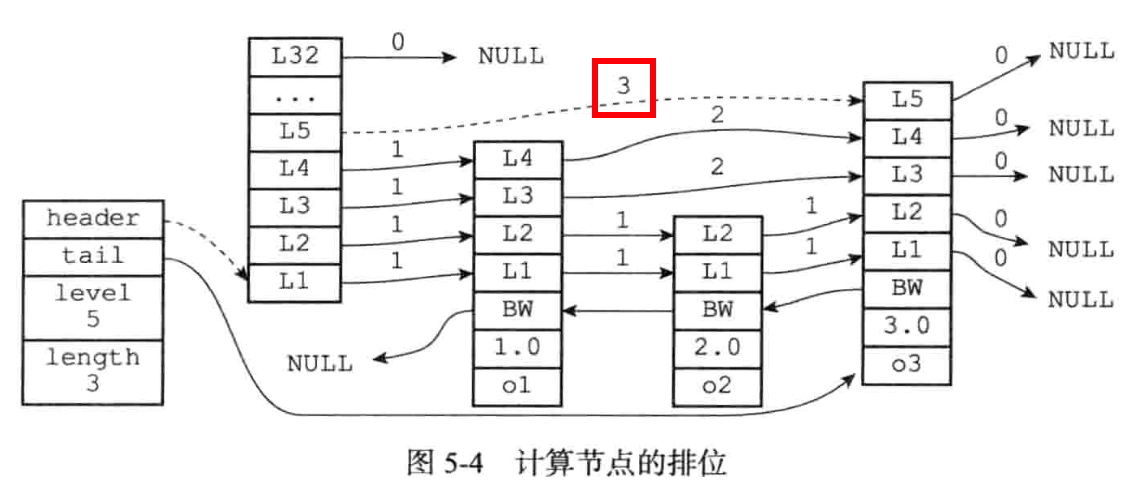 header
tail
level
5
length
3
L32
...
L5
L4
L3
L2
L1
0
NULL
3
1
1
1
1
L4
L3
L2
L1
BW
1.0
o1
NULL
2
2
1
1
L2
L1
BW
2.0
o2
1
1
L5
L4
L3
L2
L1
BW
3.0
o3
0
NULL
0
NULL
0
NULL
0
NULL
0
NULL
图 5-4 计算节点的排位